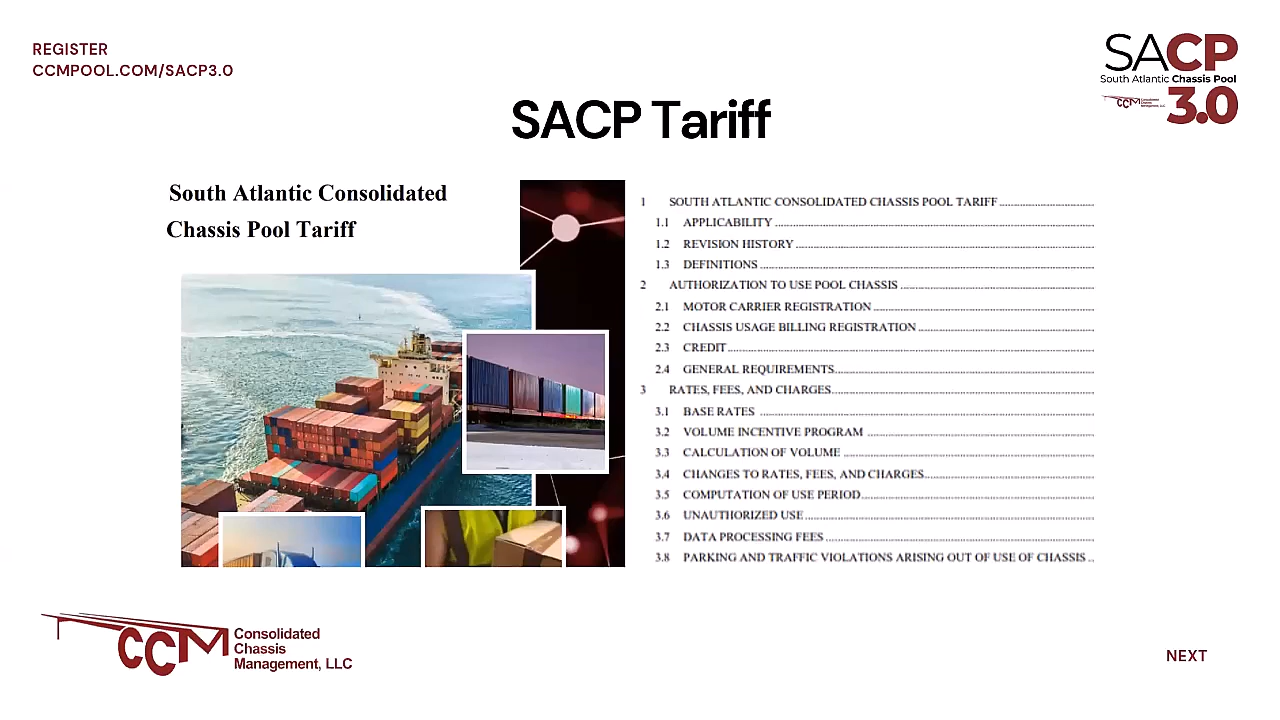 REGISTER
CCMPOOL.COM/SACP3.0
SACP
South Atlantic Chassis Pool
CCM Consolidated Chassis Management, LLC
3.0
SACP Tariff
South Atlantic Consolidated
Chassis Pool Tariff
1 SOUTH ATLANTIC CONSOLIDATED CHASSIS POOL TARIFF
1.1 APPLICABILITY
1.2 REVISION HISTORY
1.3 DEFINITIONS
2 AUTHORIZATION TO USE POOL CHASSIS
2.1 MOTOR CARRIER REGISTRATION
2.2 CHASSIS USAGE BILLING REGISTRATION
2.3 CREDIT
2.4 GENERAL REQUIREMENTS
3 RATES, FEES, AND CHARGES
3.1 BASE RATES
3.2 VOLUME INCENTIVE PROGRAM
3.3 CALCULATION OF VOLUME
3.4 CHANGES TO RATES, FEES, AND CHARGES
3.5 COMPUTATION OF USE PERIOD
3.6 UNAUTHORIZED USE
3.7 DATA PROCESSING FEES
3.8 PARKING AND TRAFFIC VIOLATIONS ARISING OUT OF USE OF CHASSIS
CCM
Consolidated
Chassis
Management, LLC
NEXT